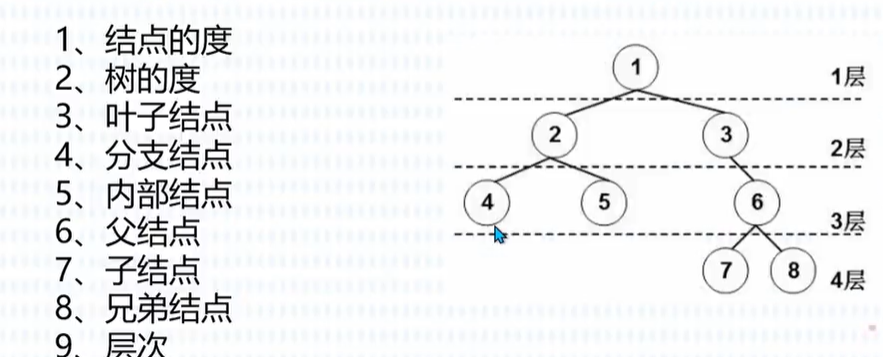 1、结点的度
2、树的度
3、叶子结点
4、分支结点
5、内部结点
6、父结点
7、子结点
8、兄弟结点
9、层次
1
1层
2
3
2层
4
5
6
3层
7
8
4层